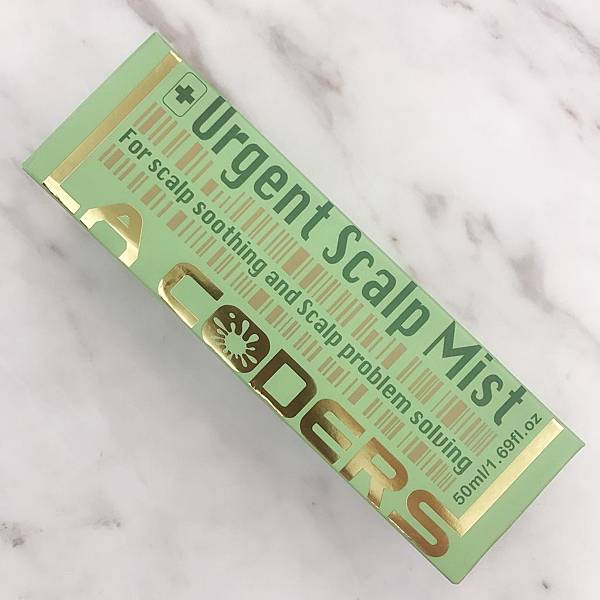 Urgent Scalp Mist
For scalp soothing and Scalp problem solving
LA CODERS
50ml/1.69fl.oz